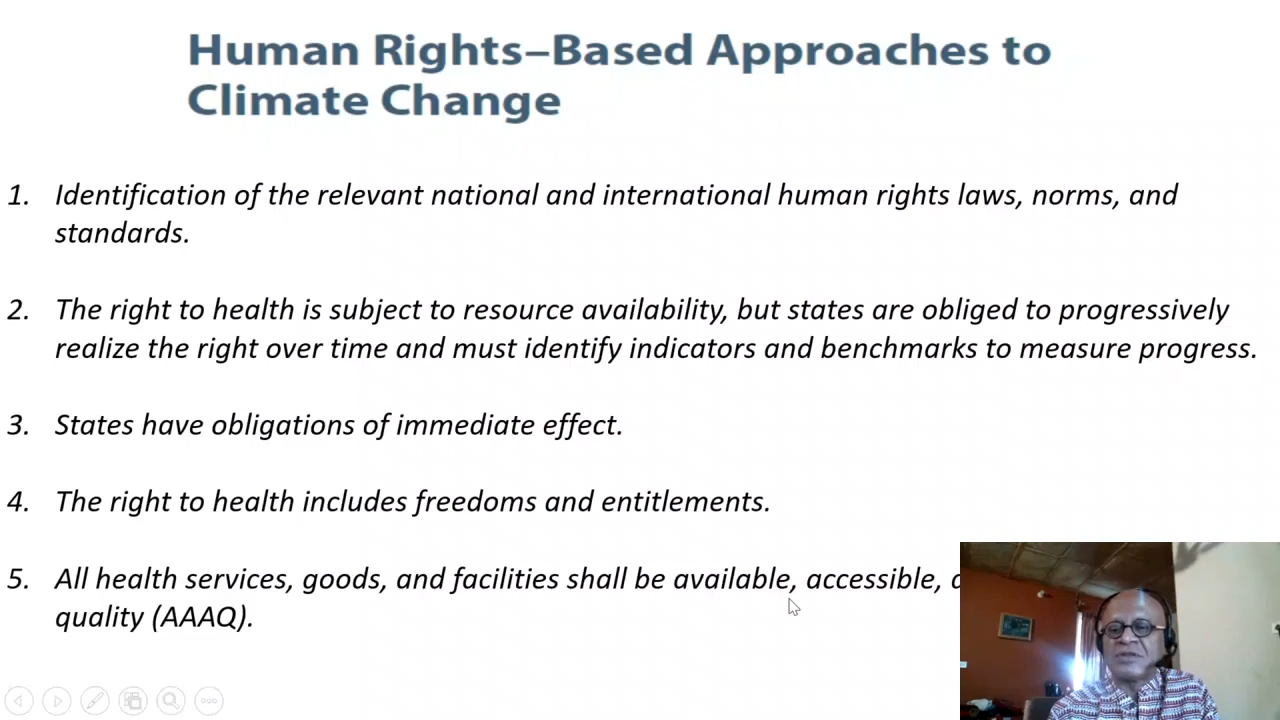 Human Rights–Based Approaches to
Climate Change
1. Identification of the relevant national and international human rights laws, norms, and
standards.
2. The right to health is subject to resource availability, but states are obliged to progressively
realize the right over time and must identify indicators and benchmarks to measure progress.
3. States have obligations of immediate effect.
4. The right to health includes freedoms and entitlements.
5. All health services, goods, and facilities shall be available, accessible,
quality (AAAQ).